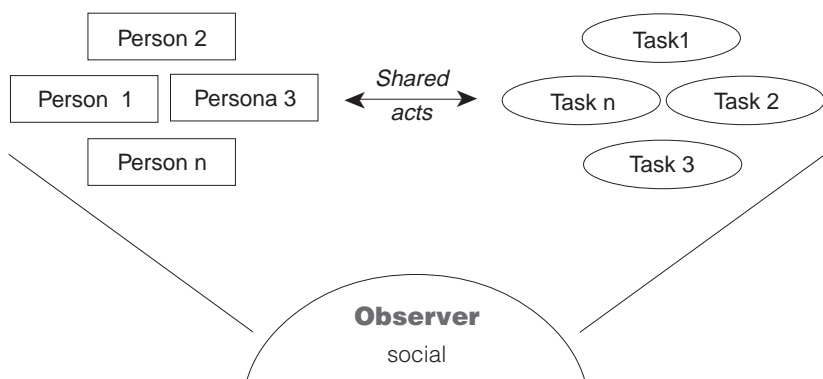 Person 2
Person 1
Persona 3
Person n
Shared
acts
Task1
Task n
Task 2
Task 3
Observer
social